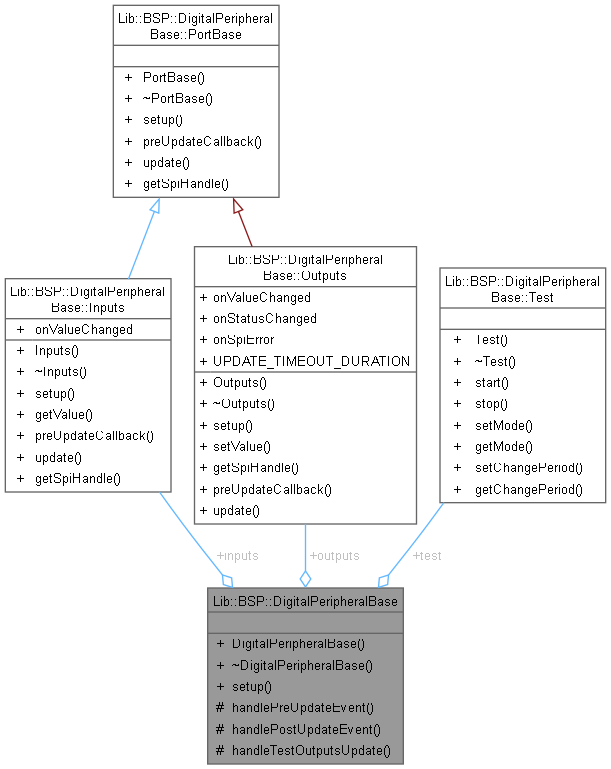 Lib::BSP::DigitalPeripheral
Base::PortBase
+ PortBase()
+ ~PortBase()
+ setup()
+ preUpdateCallback()
+ update()
+ getSpiHandle()
Lib::BSP::DigitalPeripheral
Base::Inputs
+ onValueChanged
+ Inputs()
+ ~Inputs()
+ setup()
+ getValue()
+ preUpdateCallback()
+ update()
+ getSpiHandle()
Lib::BSP::DigitalPeripheral
Base::Outputs
+ onValueChanged
+ onStatusChanged
+ onSpiError
+ UPDATE_TIMEOUT_DURATION
+ Outputs()
+ ~Outputs()
+ setup()
+ setValue()
+ getSpiHandle()
+ preUpdateCallback()
+ update()
Lib::BSP::DigitalPeripheral
Base::Test
+ Test()
+ ~Test()
+ start()
+ stop()
+ setMode()
+ getMode()
+ setChangePeriod()
+ getChangePeriod()
+inputs
+outputs
+test
Lib::BSP::DigitalPeripheralBase
+ DigitalPeripheralBase()
+ ~DigitalPeripheralBase()
+ setup()
# handlePreUpdateEvent()
# handlePostUpdateEvent()
# handleTestOutputsUpdate()